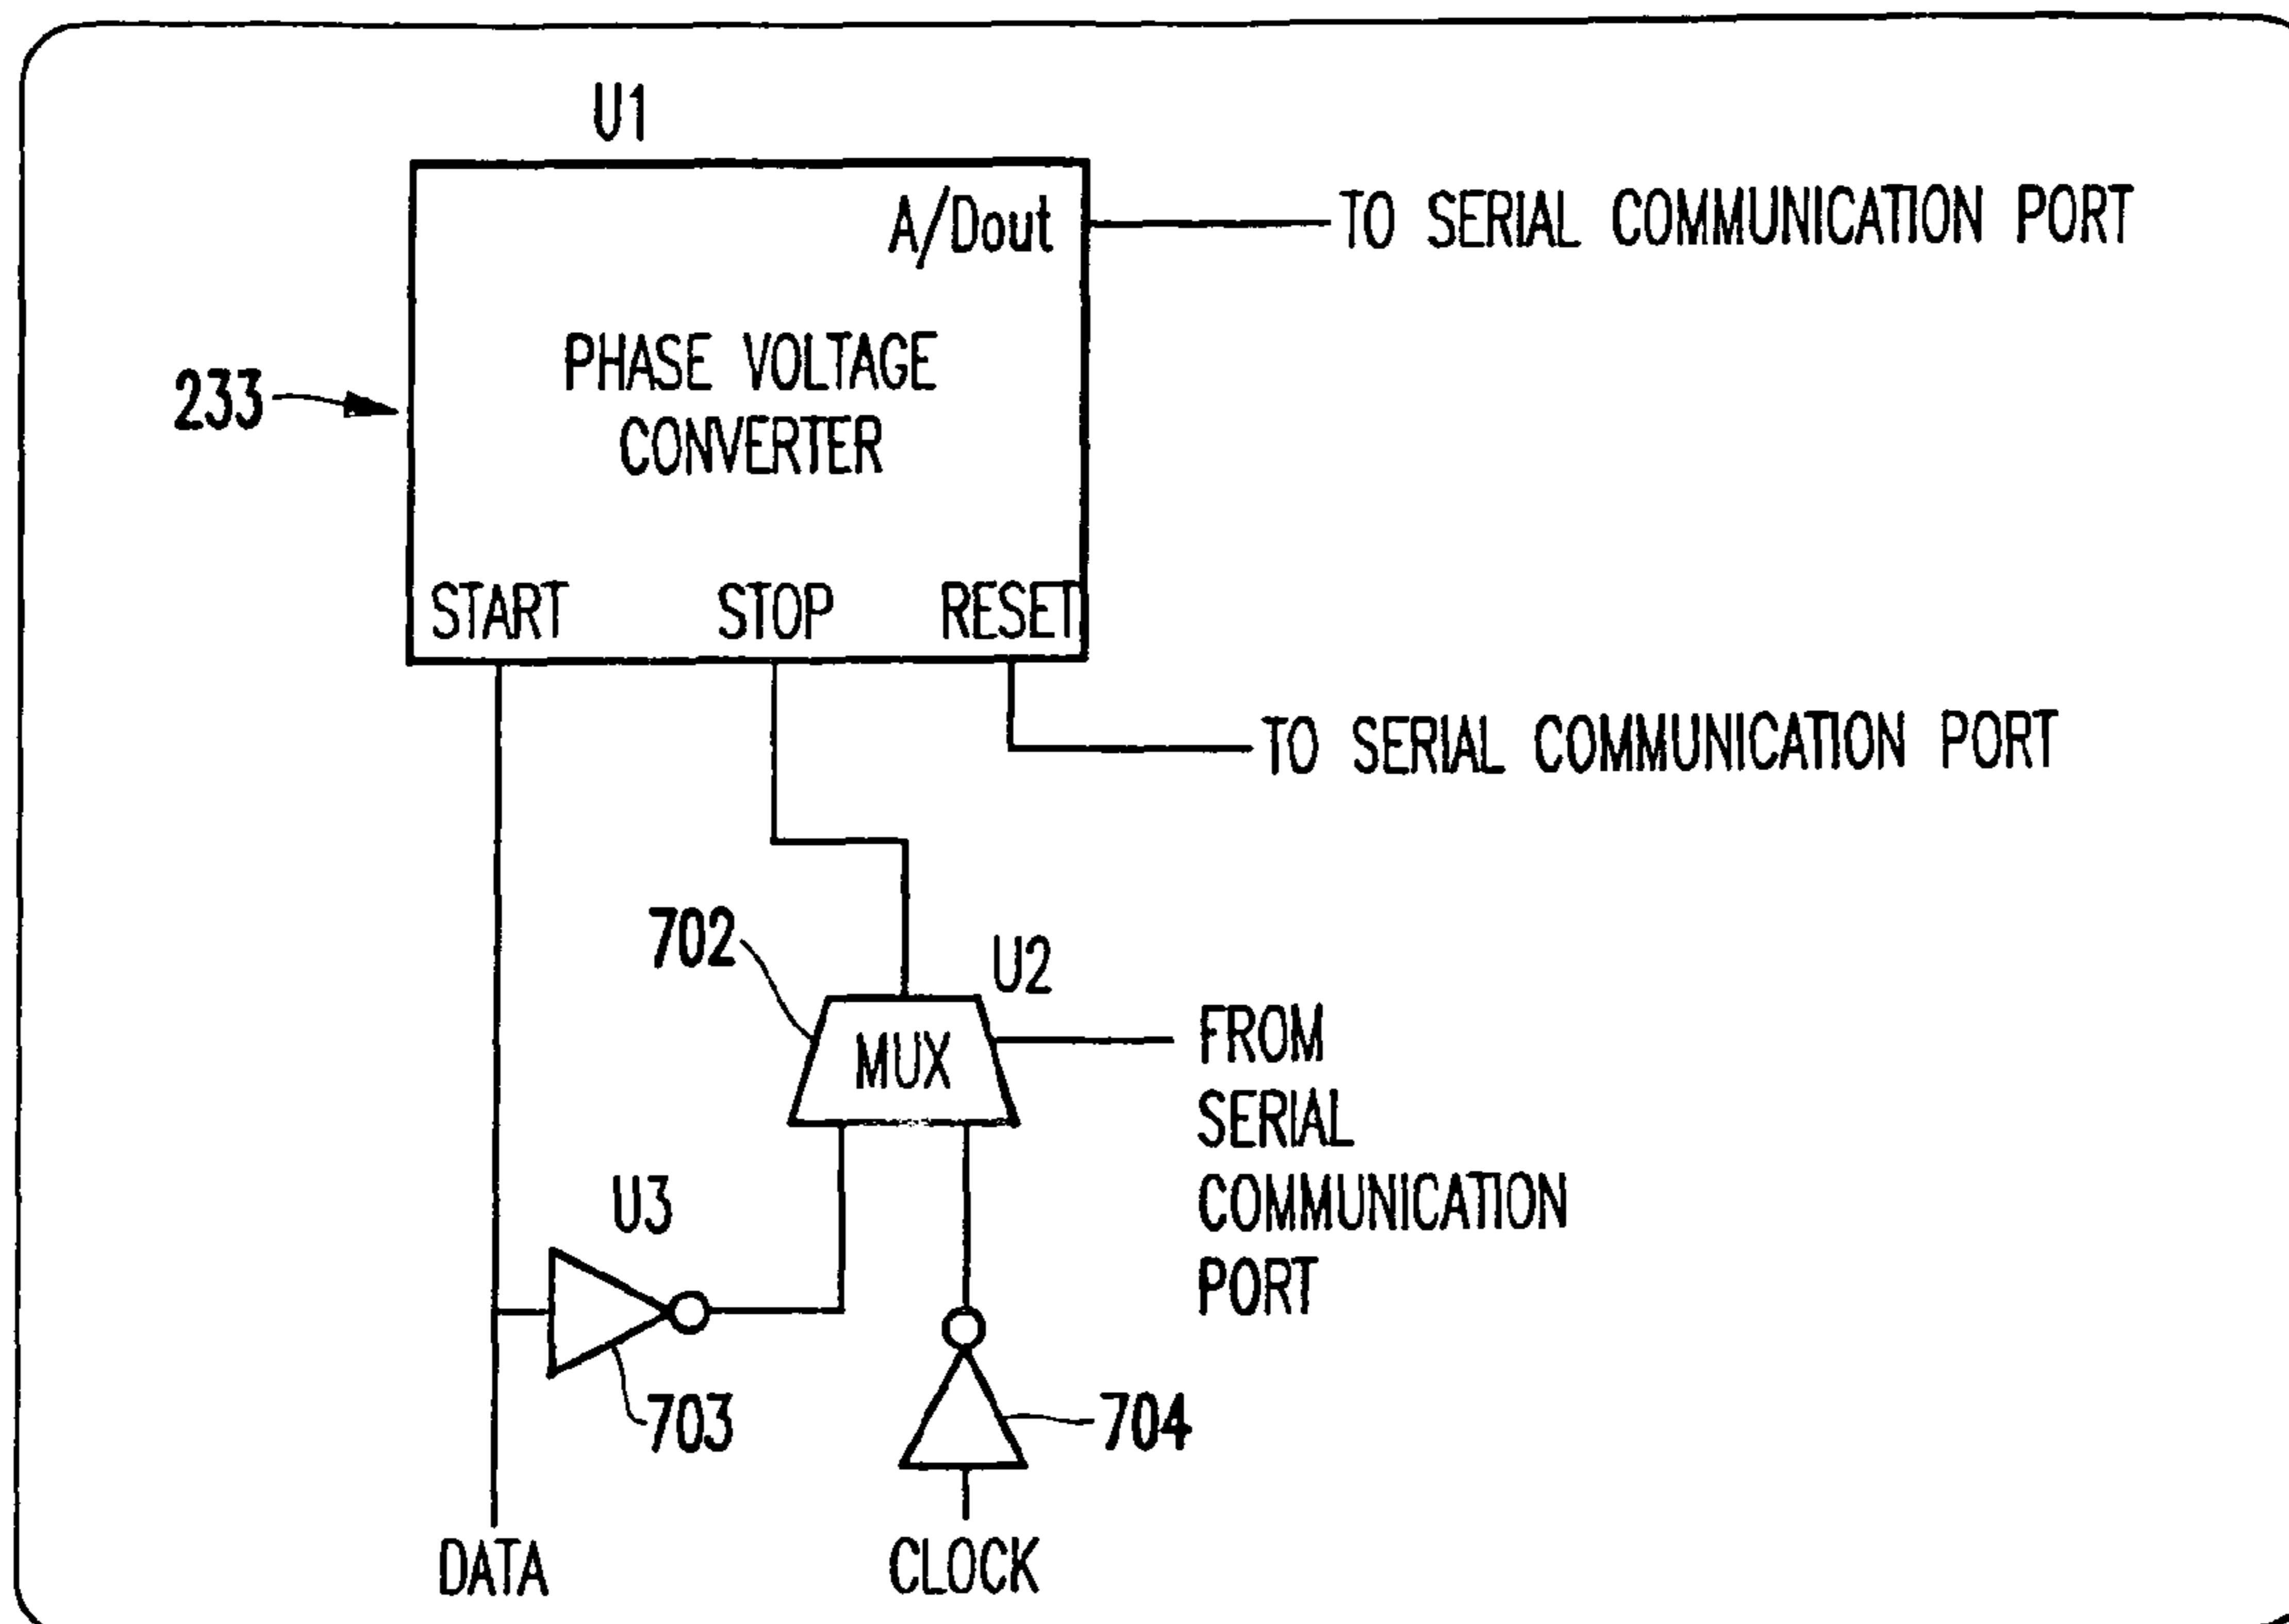 U1
A/Dout
TO SERIAL COMMUNICATION PORT
PHASE VOLTAGE
CONVERTER
233
START STOP RESET
TO SERIAL COMMUNICATION PORT
702
U2
MUX
FROM
SERIAL
COMMUNICATION
PORT
U3
703
704
DATA
CLOCK